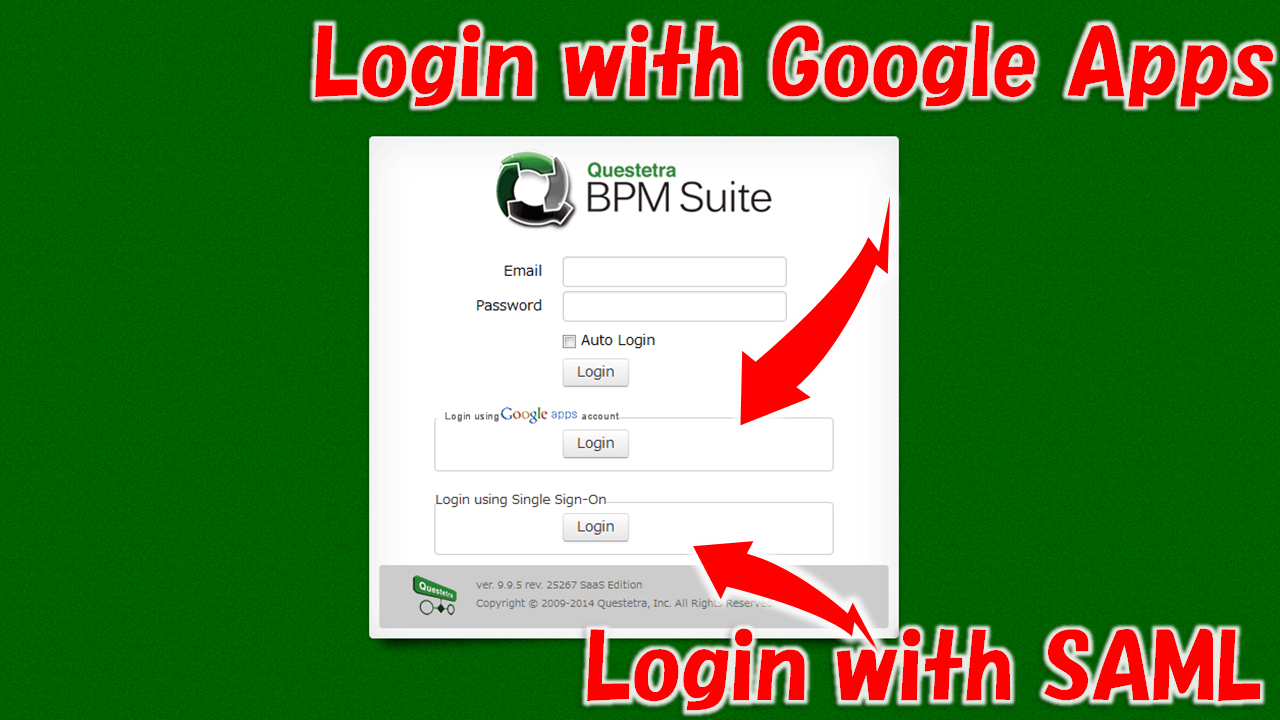 Login with Google Apps
Questetra
BPM Suite
Email
Password
Auto Login
Login
Login using Google apps account
Login
Login using Single Sign-On
Login
Questetra
ver. 9.9.5 rev. 25267 SaaS Edition
Copyright © 2009-2014 Questetra, Inc. All Rights Reserved
Login with SAML